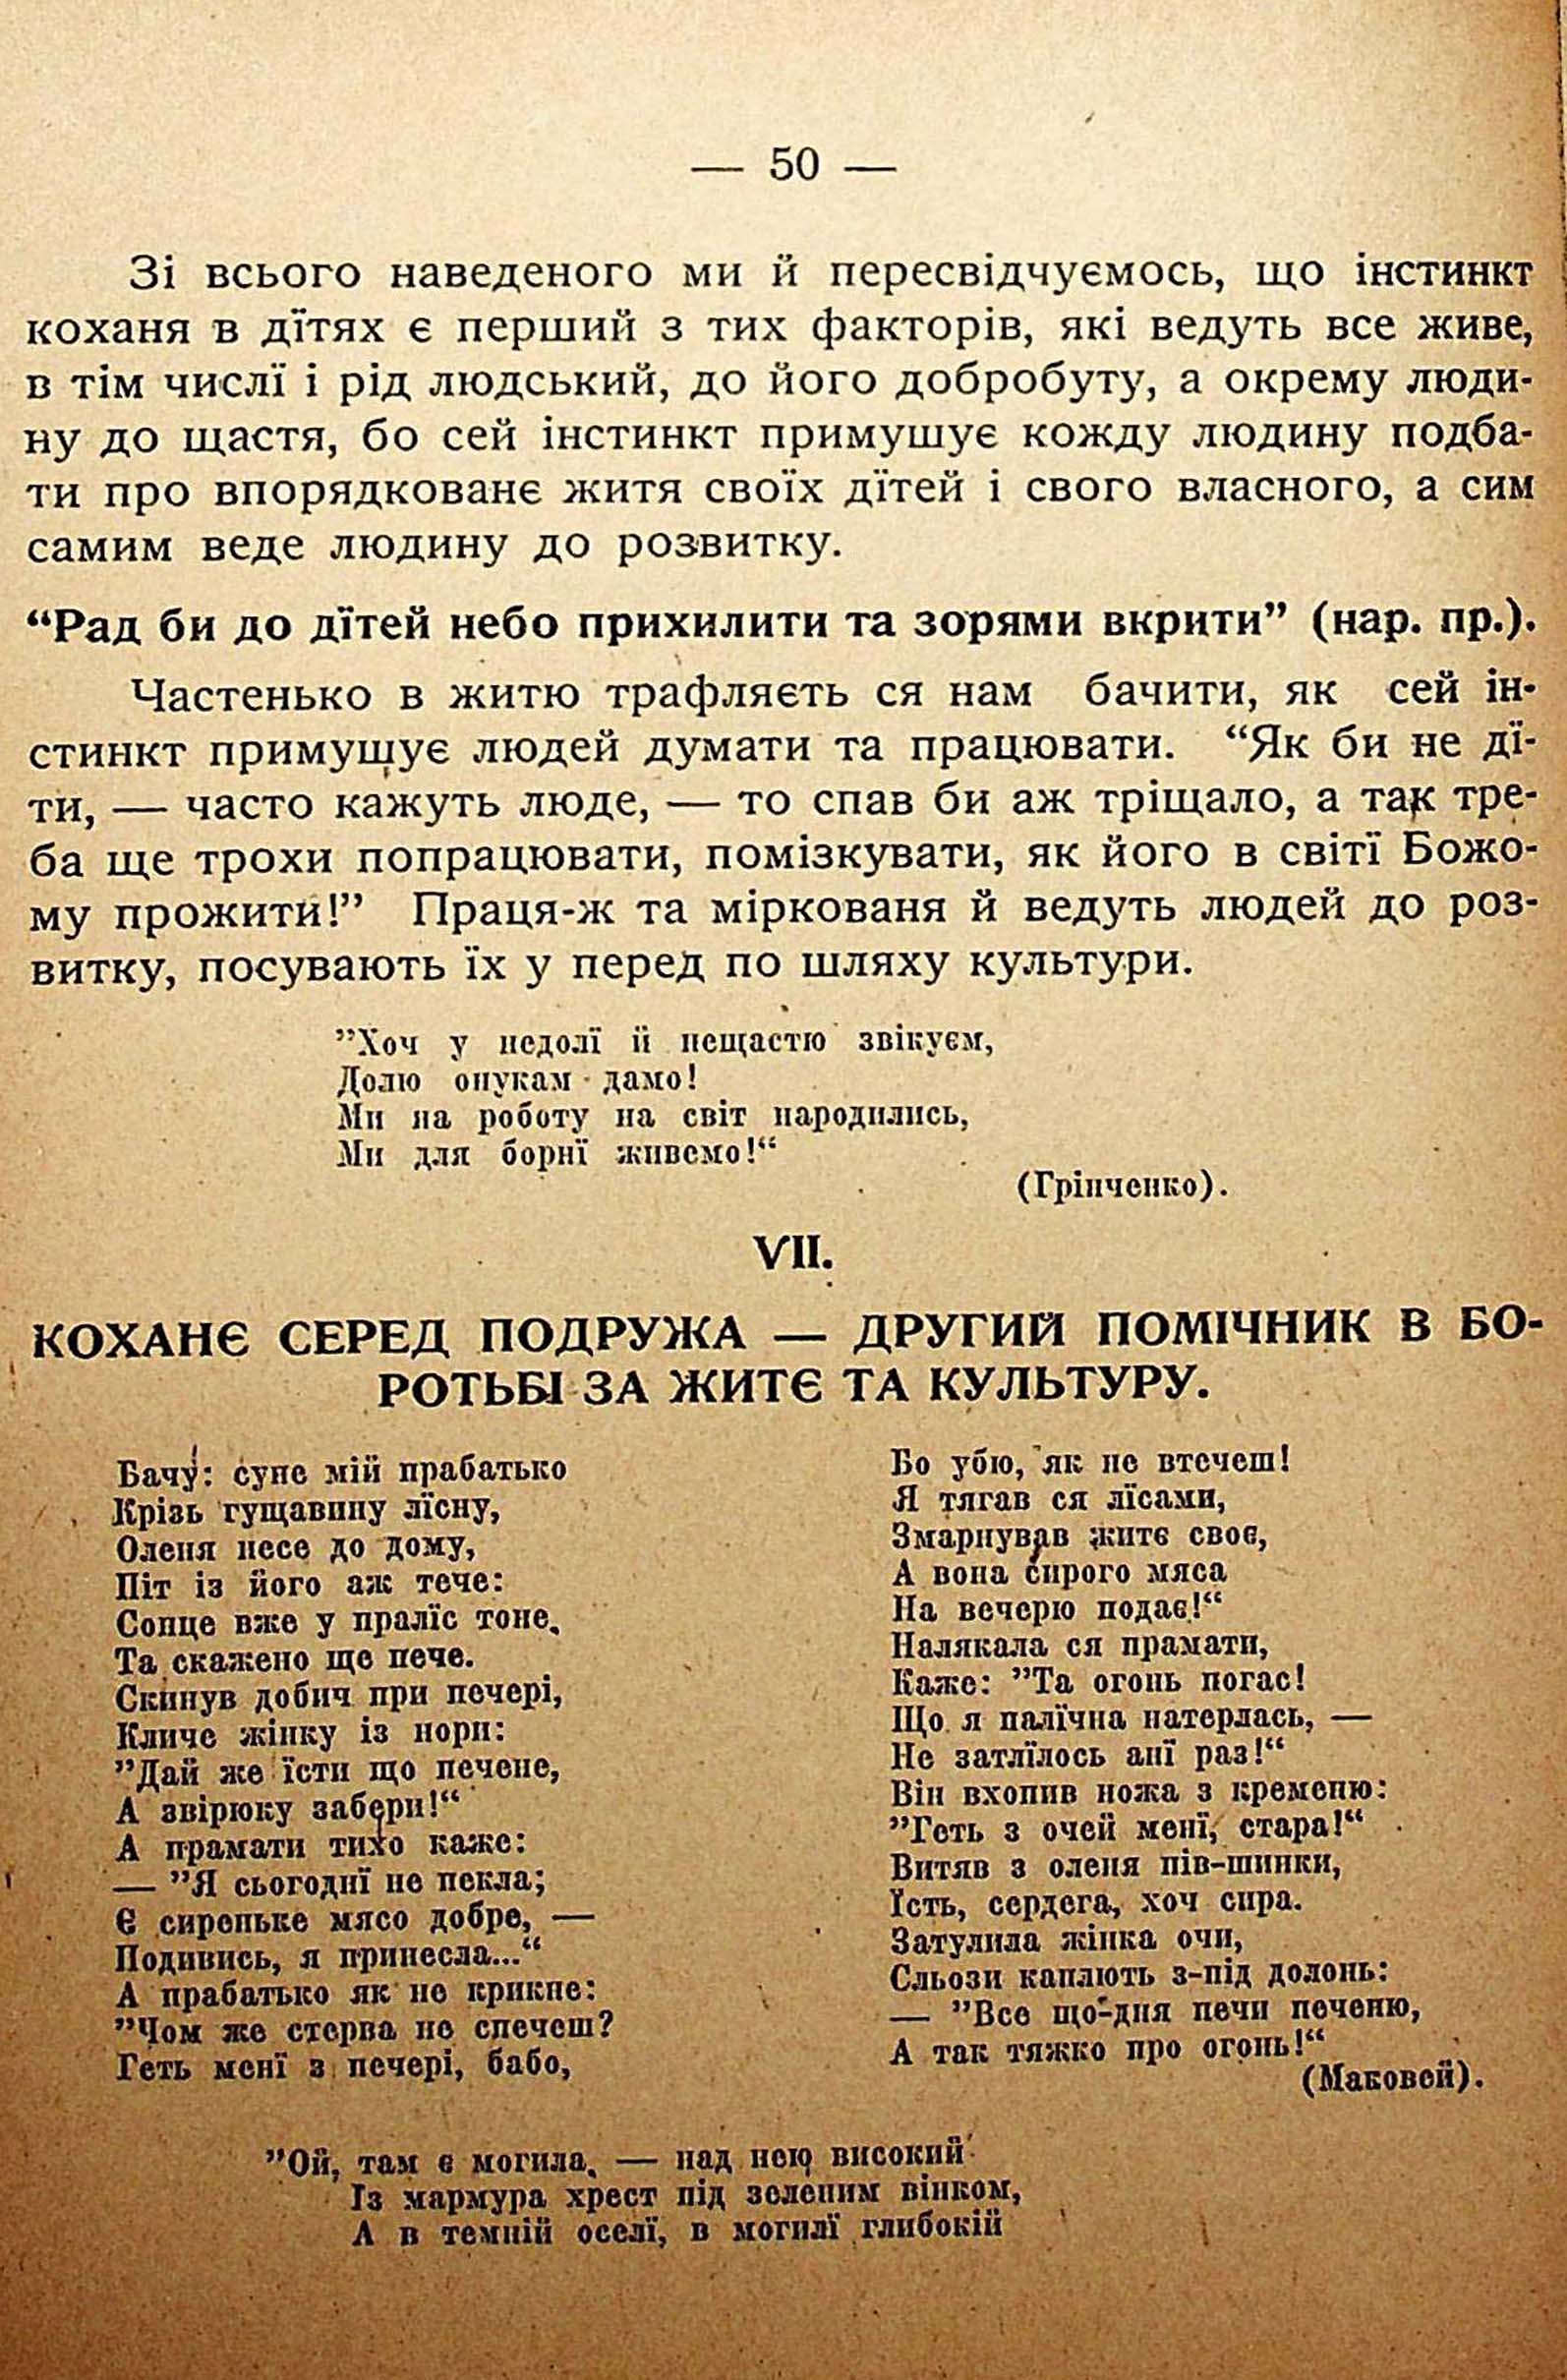 — 50 —
Зі всього наведеного ми й пересвідчуємось, що інстинкт
коханя в дїтях є перший з тих факторів, які ведуть все живе,
в тім числї і рід людський, до його добробуту, а окрему люди-
ну до щастя, бо сей інстинкт примушує кожду людину подба-
ти про впорядкованє житя своїх дїтей і свого власного, а сим
самим веде людину до розвитку.
“Рад би до дїтей небо прихилити та зорями вкрити” (нар. пр.).
Частенько в житю трафляєть ся нам бачити, як сей ін-
стинкт примушує людей думати та працювати. “Як би не дї-
ти, — часто кажуть люде, — то спав би аж тріщало, а так тре-
ба ще трохи попрацювати, помізкувати, як його в світї Божо-
му прожити!” Праця-ж та міркованя й ведуть людей до роз-
витку, посувають їх у перед по шляху культури.
”Хоч у недолї й нещастю звікуєм,
Долю онукам дамо!
Ми на роботу на світ народились,
Ми для борнї живемо!“
(Грінченко).
VII.
КОХАНЄ СЕРЕД ПОДРУЖА — ДРУГИЙ ПОМІЧНИК В БО-
РОТЬБІ ЗА ЖИТЄ ТА КУЛЬТУРУ.
Бачу: суне мій прабатько
Крізь гущавину лїсну,
Оленя несе до дому,
Піт із його аж тече:
Сонце вже у пралїс тоне,
Та скажено ще пече.
Скинув добич при печері,
Кличе жінку із нори:
”Дай же їсти що печене,
А звірюку забери!“
А прамати тихо каже:
— ”Я сьогоднї не пекла;
Є сиреньке мясо добре, —
Подивись, я принесла...“
А прабатько як не крикне:
”Чом же стерва не спечеш?
Геть менї з печері, бабо,
Бо убю, як не втечеш!
Я тягав ся лїсами,
Змарнував житє своє,
А вона сирого мяса
На вечерю подає!“
Налякала ся прамати,
Каже: ”Та огонь погас!
Що я палїчна натерлась, —
Не затлїлось анї раз!“
Він вхопив ножа з кременю:
”Геть з очей менї, стара!“
Витяв з оленя пів-шинки,
Їсть, сердега, хоч сира.
Затулила жінка очи,
Сльози каплють з-під долонь:
— ”Все що-дня печи печеню,
А так тяжко про огонь!“
(Маковей).
”Ой, там є могила, — над нею високий
Із мармура хрест під зеленим вінком,
А в темній оселї, в могилї глибокій